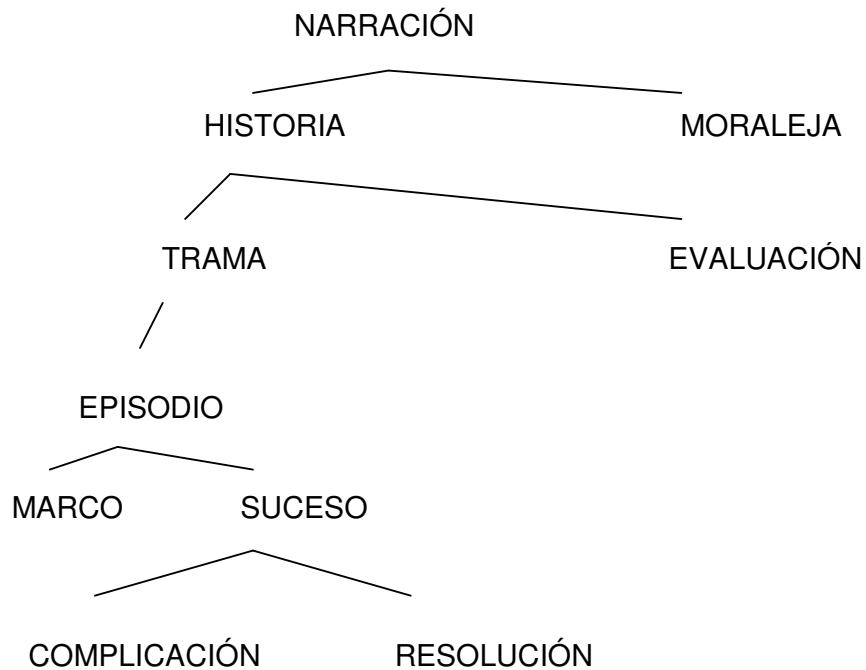 NARRACIÓN
HISTORIA MORALEJA
TRAMA EVALUACIÓN
EPISODIO
MARCO SUCESO
COMPLICACIÓN RESOLUCIÓN